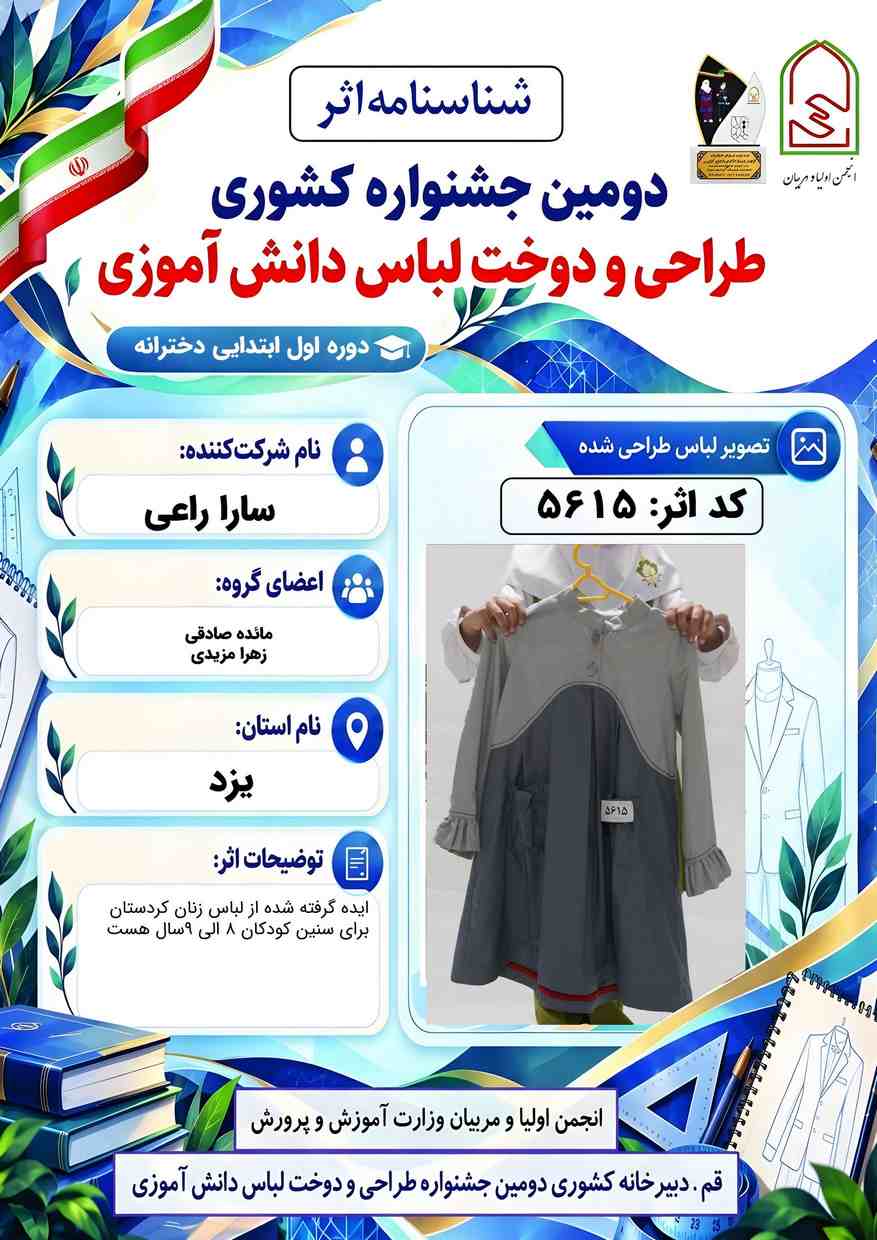 شناسنامه اثر
انجمن اولیا و مربیان
دومین جشنواره کشوری
طراحی و دوخت لباس دانش آموزی
دوره اول ابتدایی دخترانه
تصویر لباس طراحی شده
کد اثر: ۵۶۱۵
۵۶۱۵
نام شرکت‌کننده:
سارا راعی
اعضای گروه:
مائده صادقی
زهرا مزیدی
نام استان:
یزد
توضیحات اثر:
ایده گرفته شده از لباس زنان کردستان
برای سنین کودکان ۸ الی ۹سال هست
انجمن اولیا و مربیان وزارت آموزش و پرورش
قم . دبیرخانه کشوری دومین جشنواره طراحی و دوخت لباس دانش آموزی